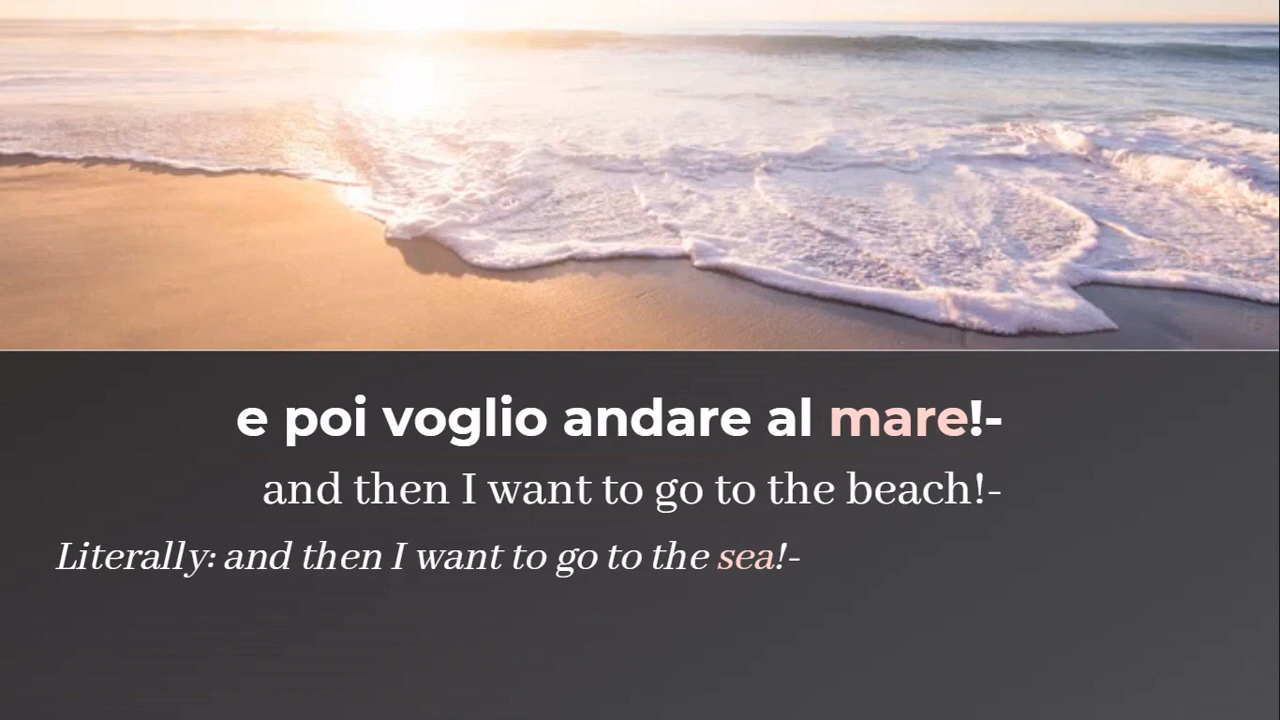 e poi voglio andare al mare!-
and then I want to go to the beach!-
Literally: and then I want to go to the sea!-